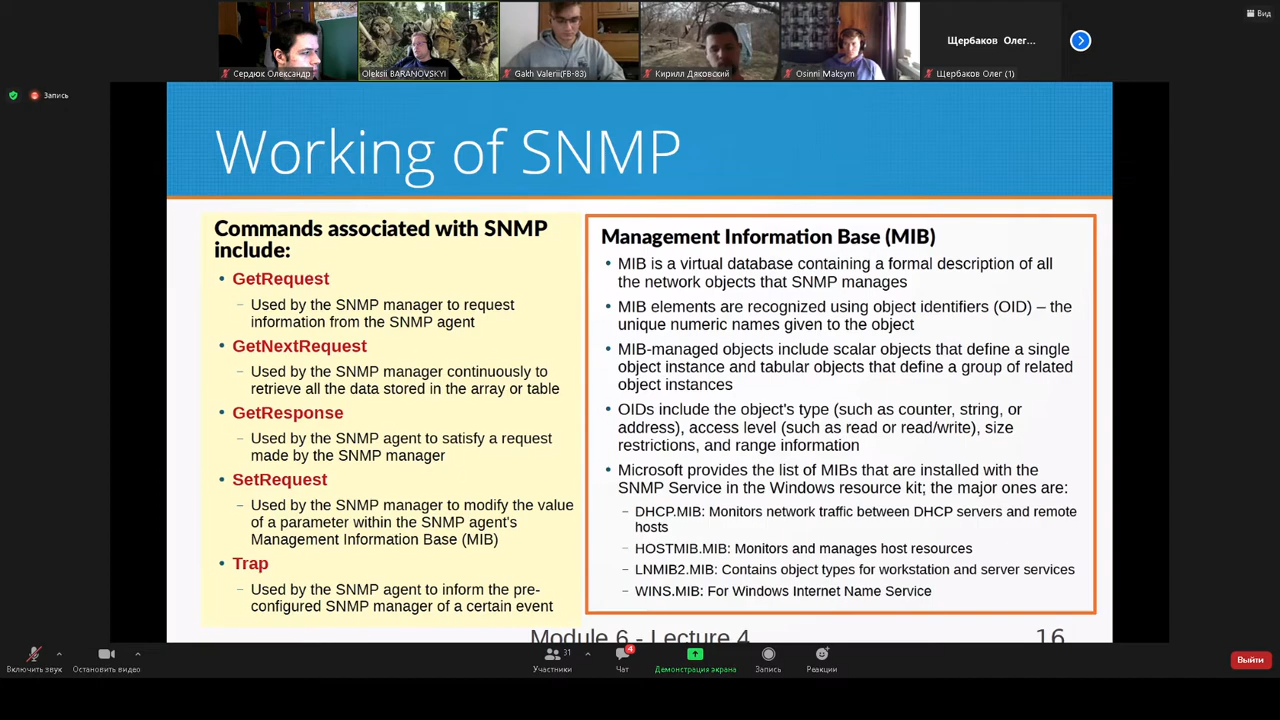 Вид
Сердюк Олександр
Oleksii BARANOVSKYI
Gakh Valerii(FB-83)
Кирилл Дяковский
Osinni Maksym
Щербаков Олег...
Щербаков Олег (1)
Запись
Working of SNMP
Commands associated with SNMP
include:
• GetRequest
– Used by the SNMP manager to request
information from the SNMP agent
• GetNextRequest
– Used by the SNMP manager continuously to
retrieve all the data stored in the array or table
• GetResponse
– Used by the SNMP agent to satisfy a request
made by the SNMP manager
• SetRequest
– Used by the SNMP manager to modify the value
of a parameter within the SNMP agent's
Management Information Base (MIB)
• Trap
– Used by the SNMP agent to inform the pre-
configured SNMP manager of a certain event
Management Information Base (MIB)
• MIB is a virtual database containing a formal description of all
the network objects that SNMP manages
• MIB elements are recognized using object identifiers (OID) – the
unique numeric names given to the object
• MIB-managed objects include scalar objects that define a single
object instance and tabular objects that define a group of related
object instances
• OIDs include the object's type (such as counter, string, or
address), access level (such as read or read/write), size
restrictions, and range information
• Microsoft provides the list of MIBs that are installed with the
SNMP Service in the Windows resource kit; the major ones are:
– DHCP.MIB: Monitors network traffic between DHCP servers and remote
hosts
– HOSTMIB.MIB: Monitors and manages host resources
– LNMIB2.MIB: Contains object types for workstation and server services
– WINS.MIB: For Windows Internet Name Service
Module 6 - Lecture 4
16
Включить звук
Остановить видео
31
Участники
4
Чат
Демонстрация экрана
Запись
Реакции
Выйти